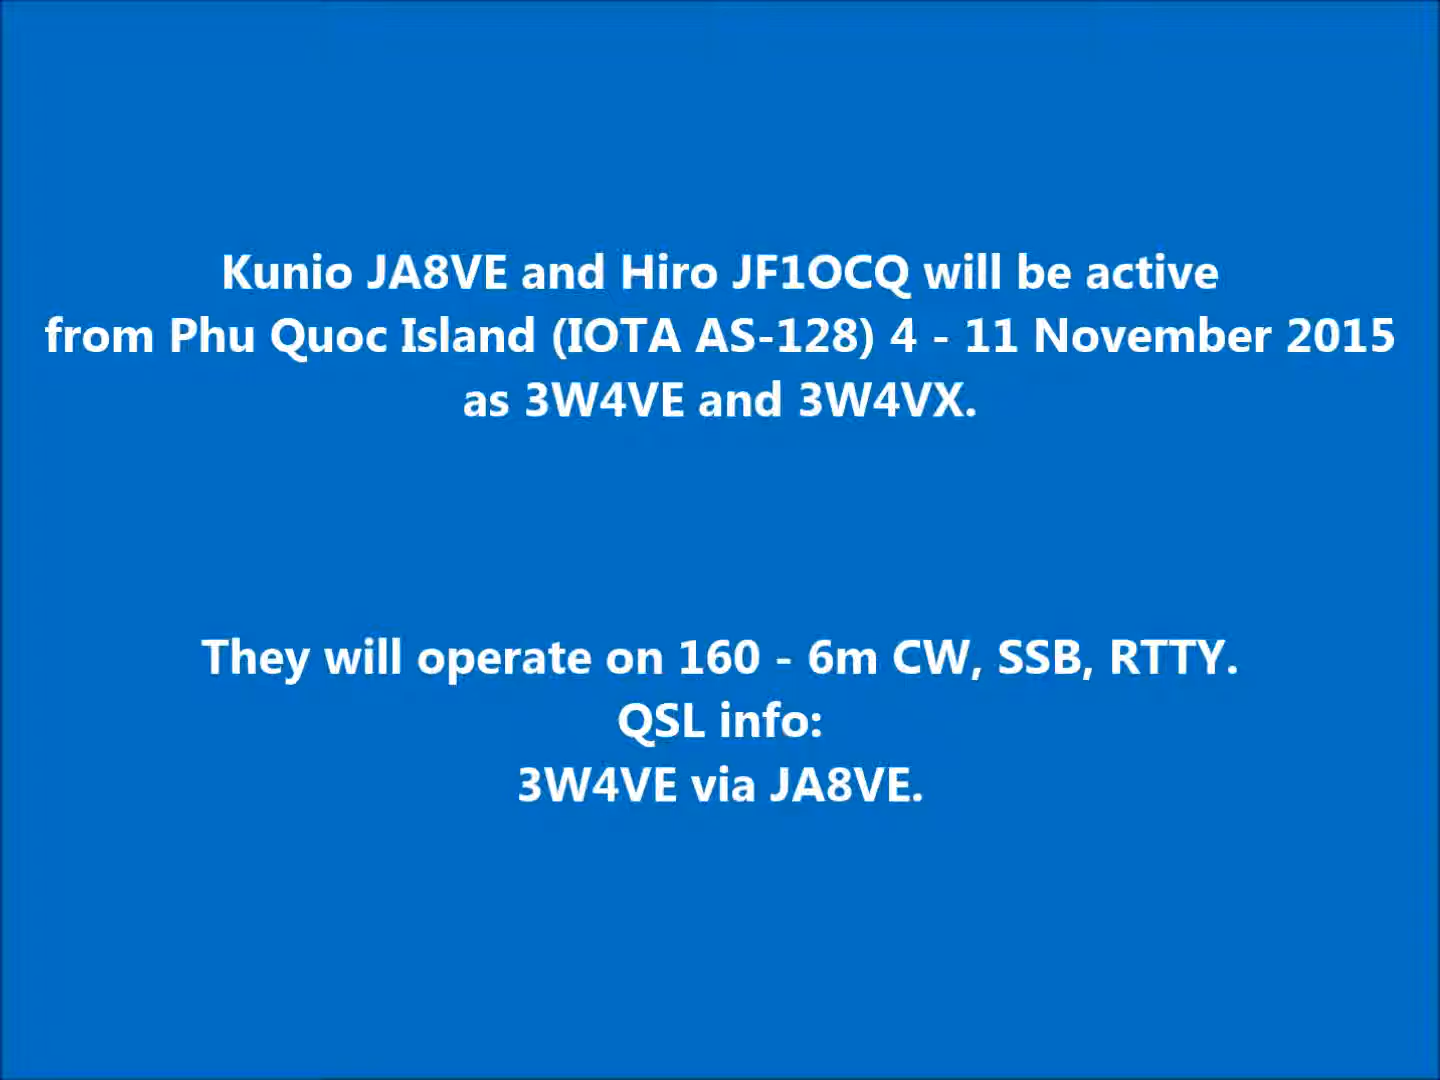 Kunio JA8VE and Hiro JF1OCQ will be active
from Phu Quoc Island (IOTA AS-128) 4 - 11 November 2015
as 3W4VE and 3W4VX.
They will operate on 160 - 6m CW, SSB, RTTY.
QSL info:
3W4VE via JA8VE.